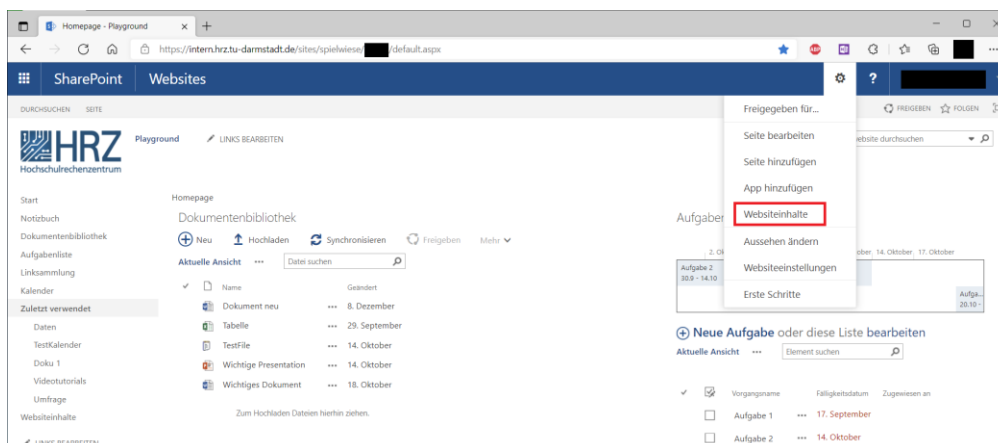 Homepage - Playground
https://intern.hrz.tu-darmstadt.de/sites/spielwiese/ /default.aspx
ABP
SharePoint Websites
?
DURCHSUCHEN SEITE
FREIGEBEN FOLGEN
HRZ
Hochschulrechenzentrum
Playground LINKS BEARBEITEN
ebsite durchsuchen
Freigegeben für...
Seite bearbeiten
Seite hinzufügen
App hinzufügen
Websiteinhalte
Aussehen ändern
Websiteeinstellungen
Erste Schritte
Start
Notizbuch
Dokumentenbibliothek
Aufgabenliste
Linksammlung
Kalender
Zuletzt verwendet
Daten
TestKalender
Doku 1
Videotutorials
Umfrage
Websiteinhalte
LINKS BEARBEITEN
Homepage
Dokumentenbibliothek
Neu Hochladen Synchronisieren Freigeben Mehr
Aktuelle Ansicht ... Datei suchen
Name Geändert
Dokument neu ... 8. Dezember
Tabelle ... 29. September
TestFile ... 14. Oktober
Wichtige Presentation ... 14. Oktober
Wichtiges Dokument ... 18. Oktober
Zum Hochladen Dateien hierhin ziehen.
Aufgaben
2. Ok ober 14. Oktober 17. Oktober
Aufgabe 2
30.9 - 14.10
Aufga...
20.10 -
Neue Aufgabe oder diese Liste bearbeiten
Aktuelle Ansicht ... Element suchen
Vorgangsname Fälligkeitsdatum Zugewiesen an
Aufgabe 1 ... 17. September
Aufgabe 2 ... 14. Oktober